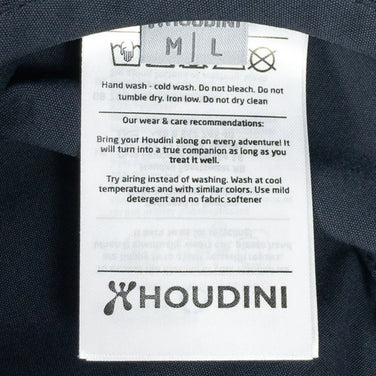 HOUDINI
M | L
Hand wash - cold wash. Do not bleach. Do not
tumble dry. Iron low. Do not dry clean
Our wear & care recommendations:
Bring your Houdini along on every adventure! It
will turn into a true companion as long as you
treat it well.
Try airing instead of washing. Wash at cool
temperatures and with similar colors. Use mild
detergent and no fabric softener
HOUDINI